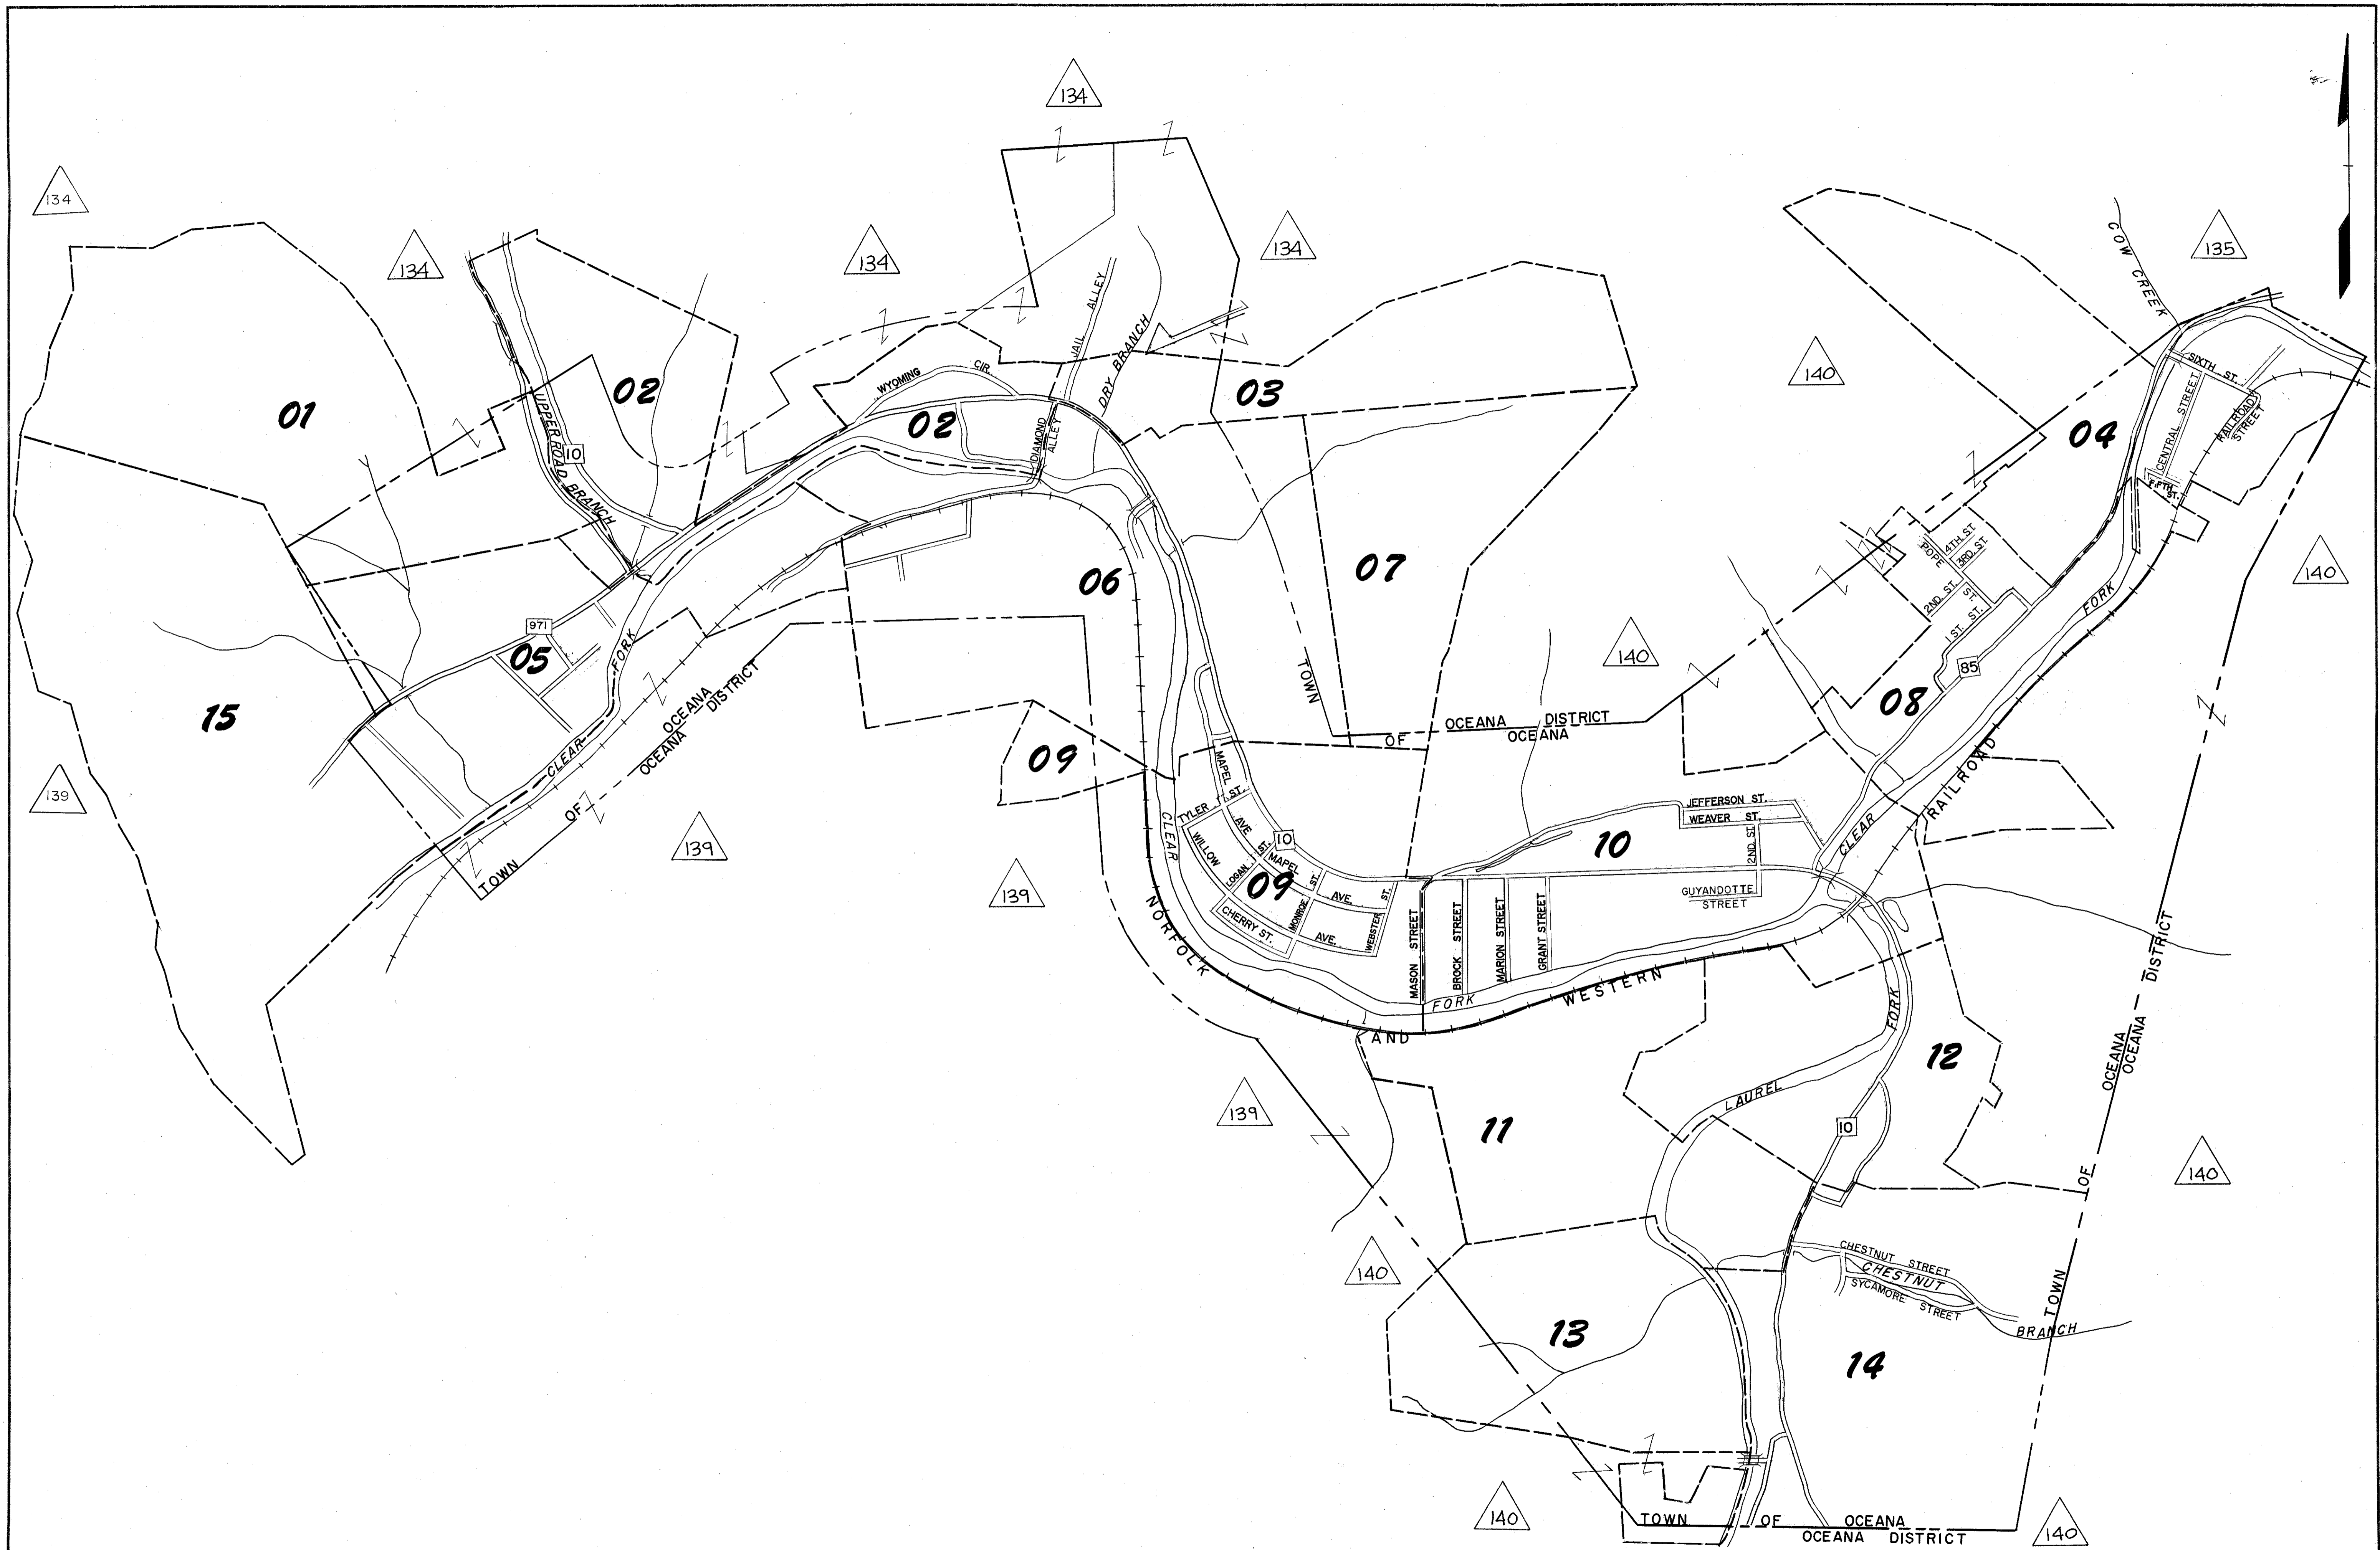 134
134
134
134
134
135
COW CREEK
140
140
140
140
140
140
140
139
139
139
139
01
02
02
03
04
05
06
07
08
09
09
10
11
12
13
14
15
UPPER ROAD BRANCH
10
971
WYOMING CIR.
JAIL ALLEY
DRY BRANCH
DIAMOND
ALLEY
CLEAR FORK
TOWN OF OCEANA
OCEANA DISTRICT
TOWN OF OCEANA
OCEANA DISTRICT
SIXTH ST.
CENTRAL STREET
RAILROAD
STREET
FIFTH
ST.
POPE ST.
4TH ST.
3RD ST.
2ND ST.
1 ST. ST.
85
FORK
CLEAR
RAILROAD
MAPEL
AVE.
ST.
TYLER
WILLOW
AVE.
LOGAN
ST.
10
MAPEL
AVE.
CHERRY ST.
MONROE
ST.
WEBSTER
ST.
CLEAR
NORFOLK
AND
WESTERN
FORK
MASON STREET
BROCK STREET
MARION STREET
GRANT STREET
JEFFERSON ST.
WEAVER ST.
2ND ST.
GUYANDOTTE
STREET
LAUREL FORK
10
CHESTNUT STREET
CHESTNUT
SYCAMORE STREET
BRANCH
TOWN OF OCEANA
OCEANA DISTRICT
TOWN OF OCEANA
OCEANA DISTRICT